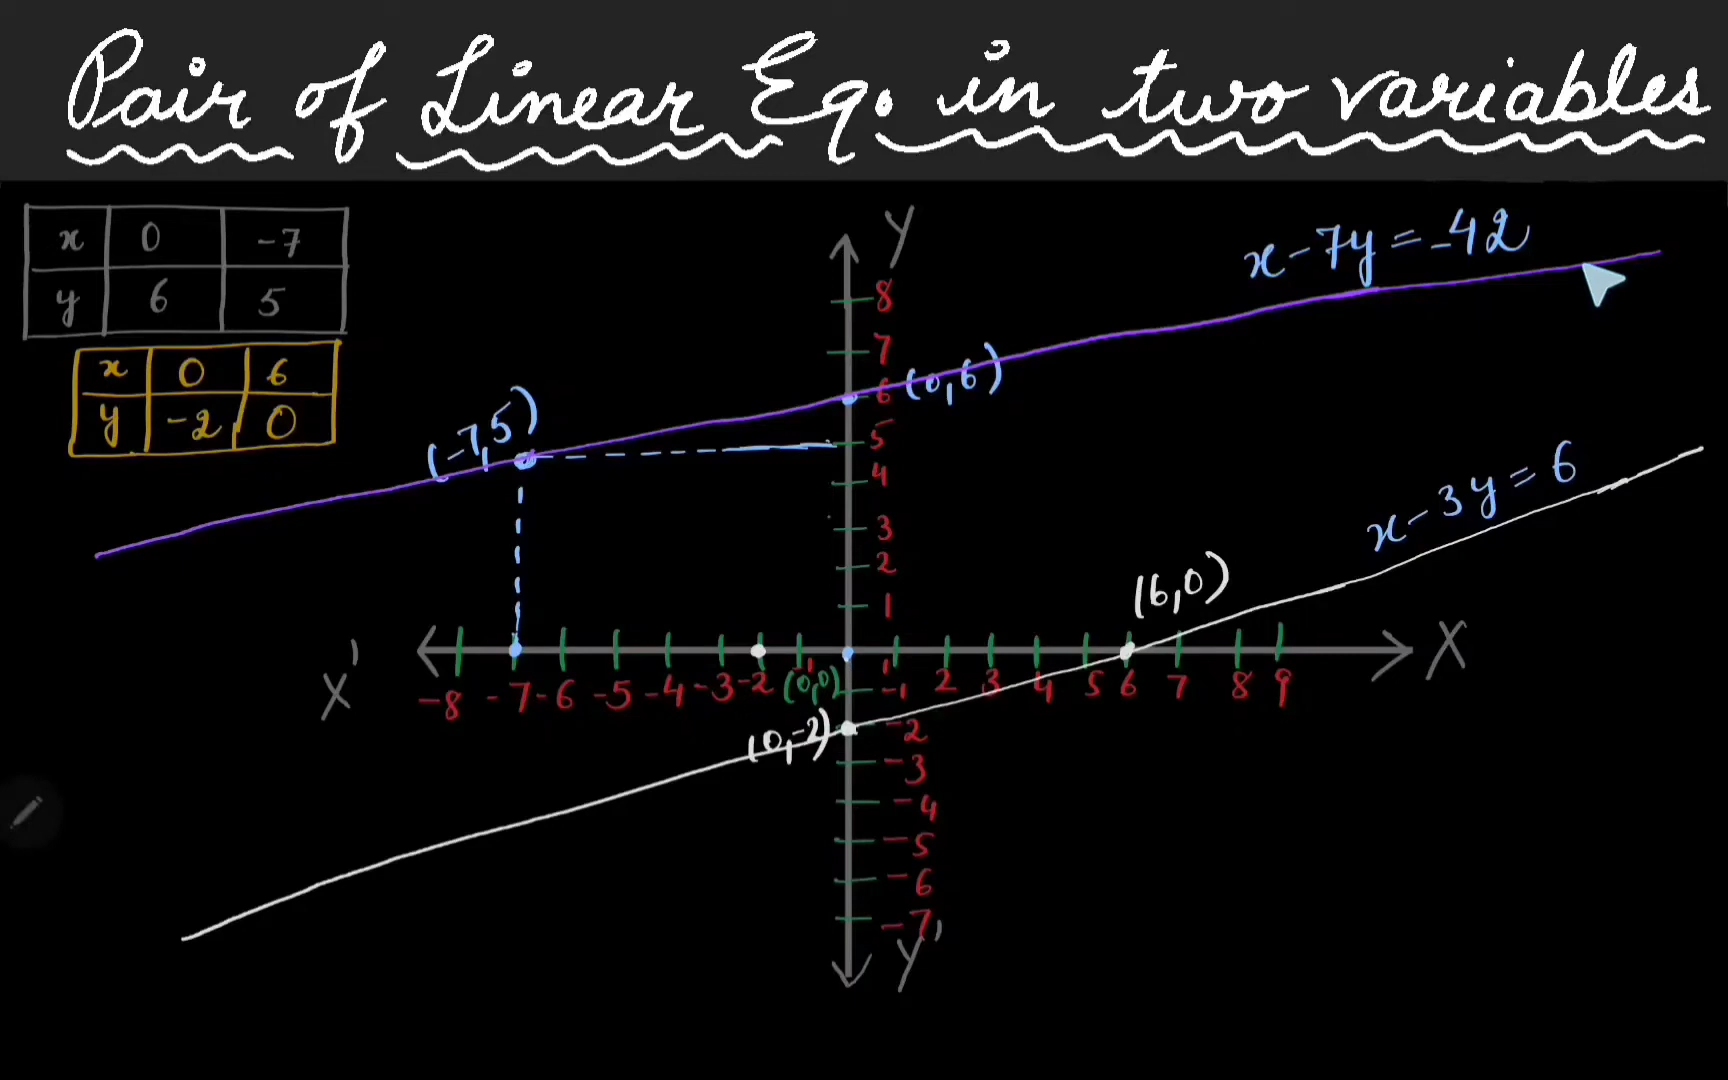 Pair of Linear Eq. in two variables
x 0 -7
y 6 5
x 0 6
y -2 0
Y
x-7y=-42
8
7
6
(0,6)
(-7,5)
5
4
x-3y=6
3
2
(6,0)
1
X'
X
-8 -7 -6 -5 -4 -3 -2 -1 (0,0) 1 2 3 4 5 6 7 8 9
-1
(0,-2)
-2
-3
-4
-5
-6
-7
Y'